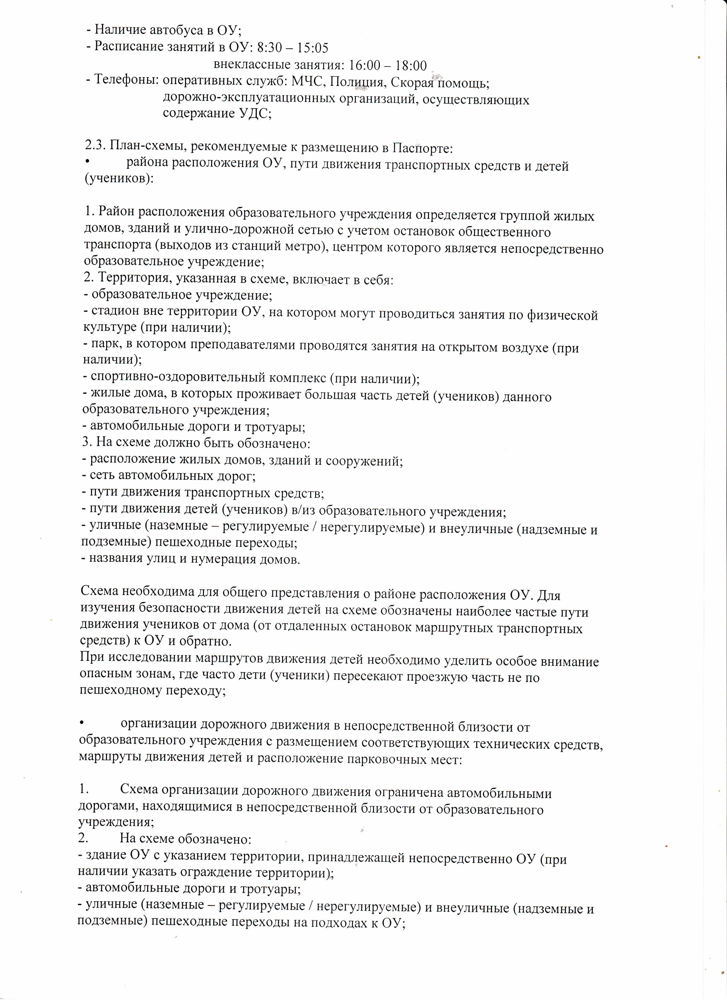 - Наличие автобуса в ОУ;
- Расписание занятий в ОУ: 8:30 – 15:05
внеклассные занятия: 16:00 – 18:00
- Телефоны: оперативных служб: МЧС, Полиция, Скорая помощь;
дорожно-эксплуатационных организаций, осуществляющих
содержание УДС;
2.3. План-схемы, рекомендуемые к размещению в Паспорте:
• района расположения ОУ, пути движения транспортных средств и детей
(учеников):
1. Район расположения образовательного учреждения определяется группой жилых
домов, зданий и улично-дорожной сетью с учетом остановок общественного
транспорта (выходов из станций метро), центром которого является непосредственно
образовательное учреждение;
2. Территория, указанная в схеме, включает в себя:
- образовательное учреждение;
- стадион вне территории ОУ, на котором могут проводиться занятия по физической
культуре (при наличии);
- парк, в котором преподавателями проводятся занятия на открытом воздухе (при
наличии);
- спортивно-оздоровительный комплекс (при наличии);
- жилые дома, в которых проживает большая часть детей (учеников) данного
образовательного учреждения;
- автомобильные дороги и тротуары;
3. На схеме должно быть обозначено:
- расположение жилых домов, зданий и сооружений;
- сеть автомобильных дорог;
- пути движения транспортных средств;
- пути движения детей (учеников) в/из образовательного учреждения;
- уличные (наземные – регулируемые / нерегулируемые) и внеуличные (надземные и
подземные) пешеходные переходы;
- названия улиц и нумерация домов.
Схема необходима для общего представления о районе расположения ОУ. Для
изучения безопасности движения детей на схеме обозначены наиболее частые пути
движения учеников от дома (от отдаленных остановок маршрутных транспортных
средств) к ОУ и обратно.
При исследовании маршрутов движения детей необходимо уделить особое внимание
опасным зонам, где часто дети (ученики) пересекают проезжую часть не по
пешеходному переходу;
• организации дорожного движения в непосредственной близости от
образовательного учреждения с размещением соответствующих технических средств,
маршруты движения детей и расположение парковочных мест:
1. Схема организации дорожного движения ограничена автомобильными
дорогами, находящимися в непосредственной близости от образовательного
учреждения;
2. На схеме обозначено:
- здание ОУ с указанием территории, принадлежащей непосредственно ОУ (при
наличии указать ограждение территории);
- автомобильные дороги и тротуары;
- уличные (наземные – регулируемые / нерегулируемые) и внеуличные (надземные и
подземные) пешеходные переходы на подходах к ОУ;